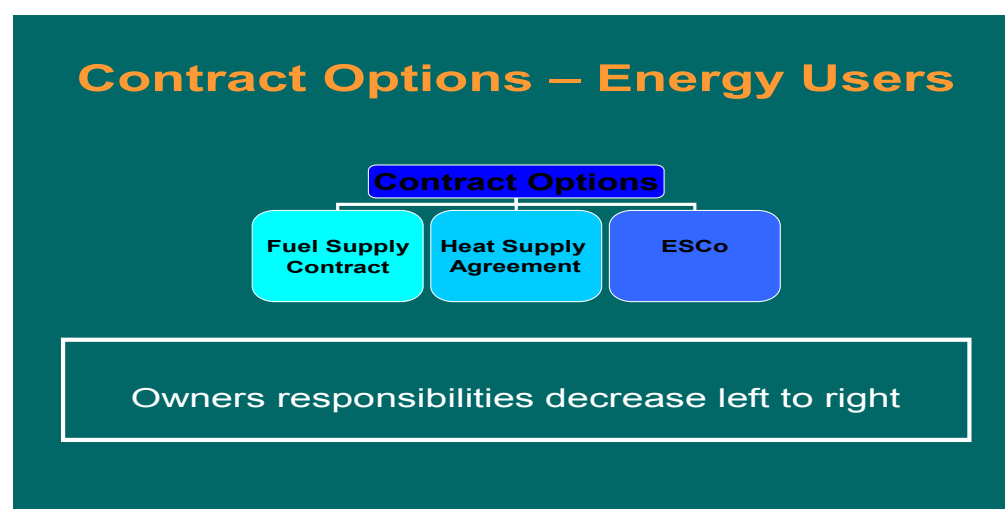 Contract Options – Energy Users
Contract Options
Fuel Supply
Contract
Heat Supply
Agreement
ESCo
Owners responsibilities decrease left to right